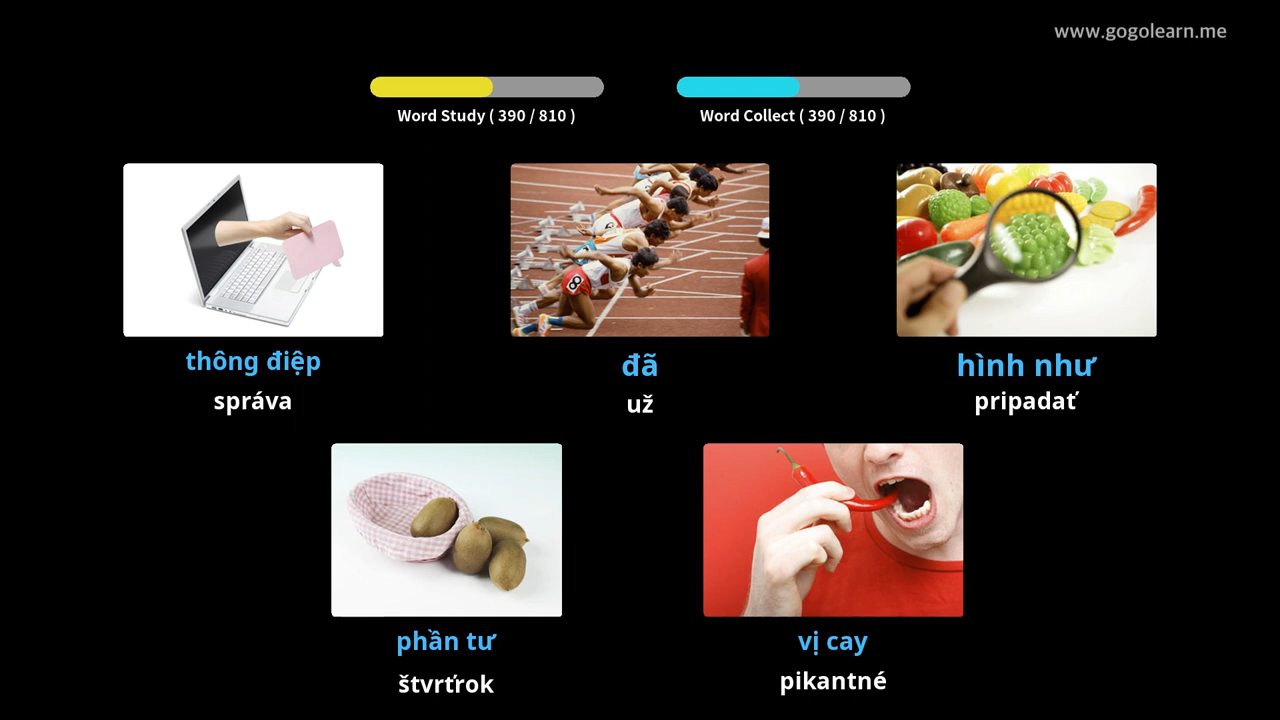 www.gogolearn.me
Word Study ( 390 / 810 )
Word Collect ( 390 / 810 )
thông điệp
správa
đã
už
hình như
pripadať
phần tư
štvrťrok
vị cay
pikantné